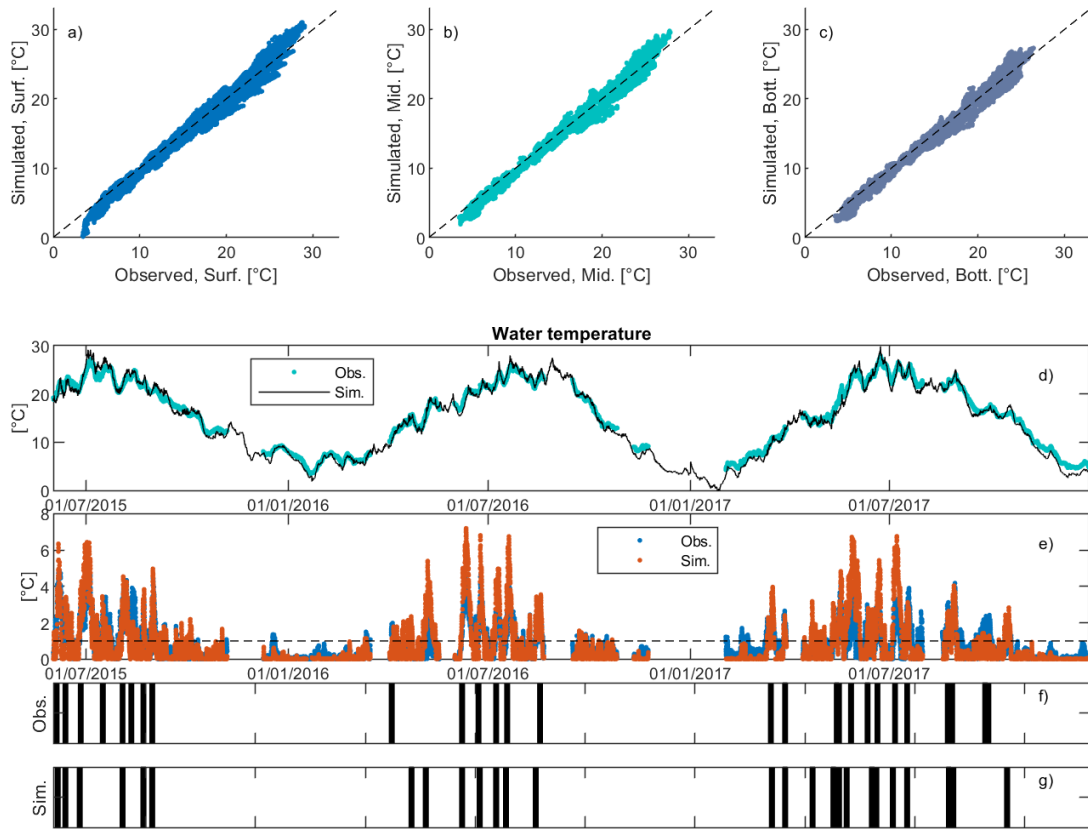 a)
30
20
10
0
Simulated, Surf. [°C]
0 10 20 30
Observed, Surf. [°C]
b)
30
20
10
0
Simulated, Mid. [°C]
0 10 20 30
Observed, Mid. [°C]
c)
30
20
10
0
Simulated, Bott. [°C]
0 10 20 30
Observed, Bott. [°C]
Water temperature
d)
30
20
10
0
[°C]
Obs.
Sim.
01/07/2015 01/01/2016 01/07/2016 01/01/2017 01/07/2017
e)
8
6
4
2
0
[°C]
Obs.
Sim.
01/07/2015 01/01/2016 01/07/2016 01/01/2017 01/07/2017
Obs.
f)
Sim.
g)